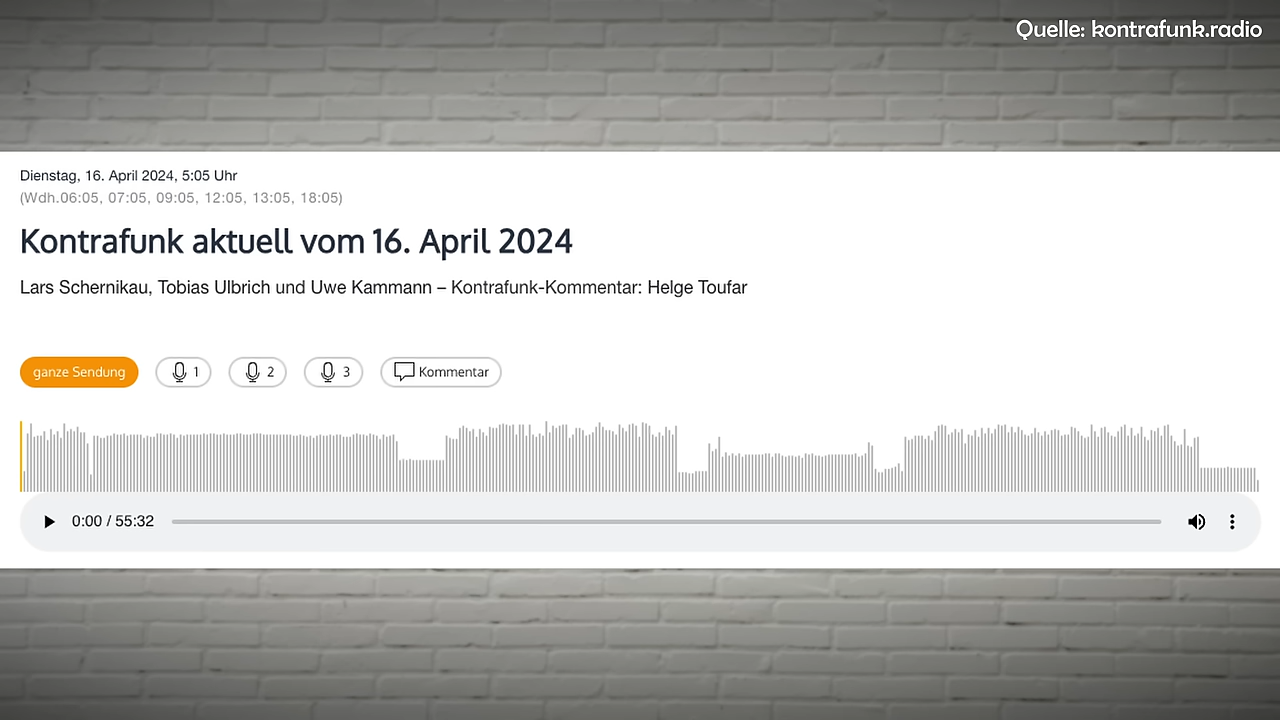 Quelle: kontrafunk.radio
Dienstag, 16. April 2024, 5:05 Uhr
(Wdh.06:05, 07:05, 09:05, 12:05, 13:05, 18:05)
Kontrafunk aktuell vom 16. April 2024
Lars Schernikau, Tobias Ulbrich und Uwe Kammann – Kontrafunk-Kommentar: Helge Toufar
ganze Sendung 1 2 3 Kommentar
0:00 / 55:32